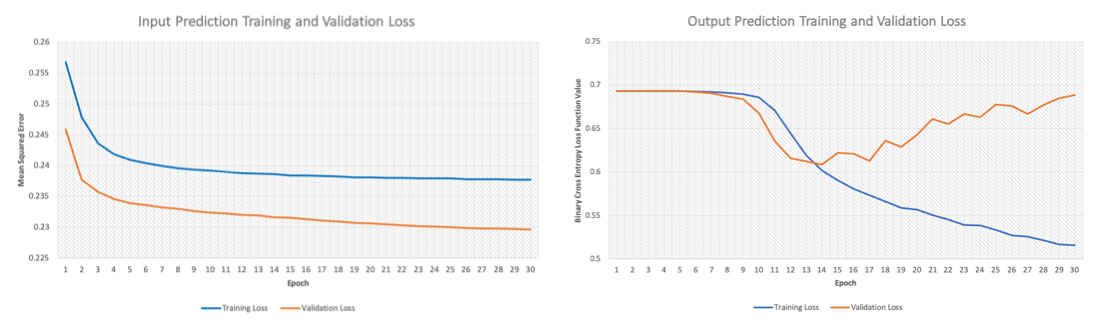 Input Prediction Training and Validation Loss
0.26
0.255
0.25
0.245
0.24
0.235
0.23
0.225
Mean Squared Error
1 2 3 4 5 6 7 8 9 10 11 12 13 14 15 16 17 18 19 20 21 22 23 24 25 26 27 28 29 30
Epoch
Training Loss Validation Loss
Output Prediction Training and Validation Loss
0.75
0.7
0.65
0.6
0.55
0.5
Binary Cross Entropy Loss Function Value
1 2 3 4 5 6 7 8 9 10 11 12 13 14 15 16 17 18 19 20 21 22 23 24 25 26 27 28 29 30
Epoch
Training Loss Validation Loss